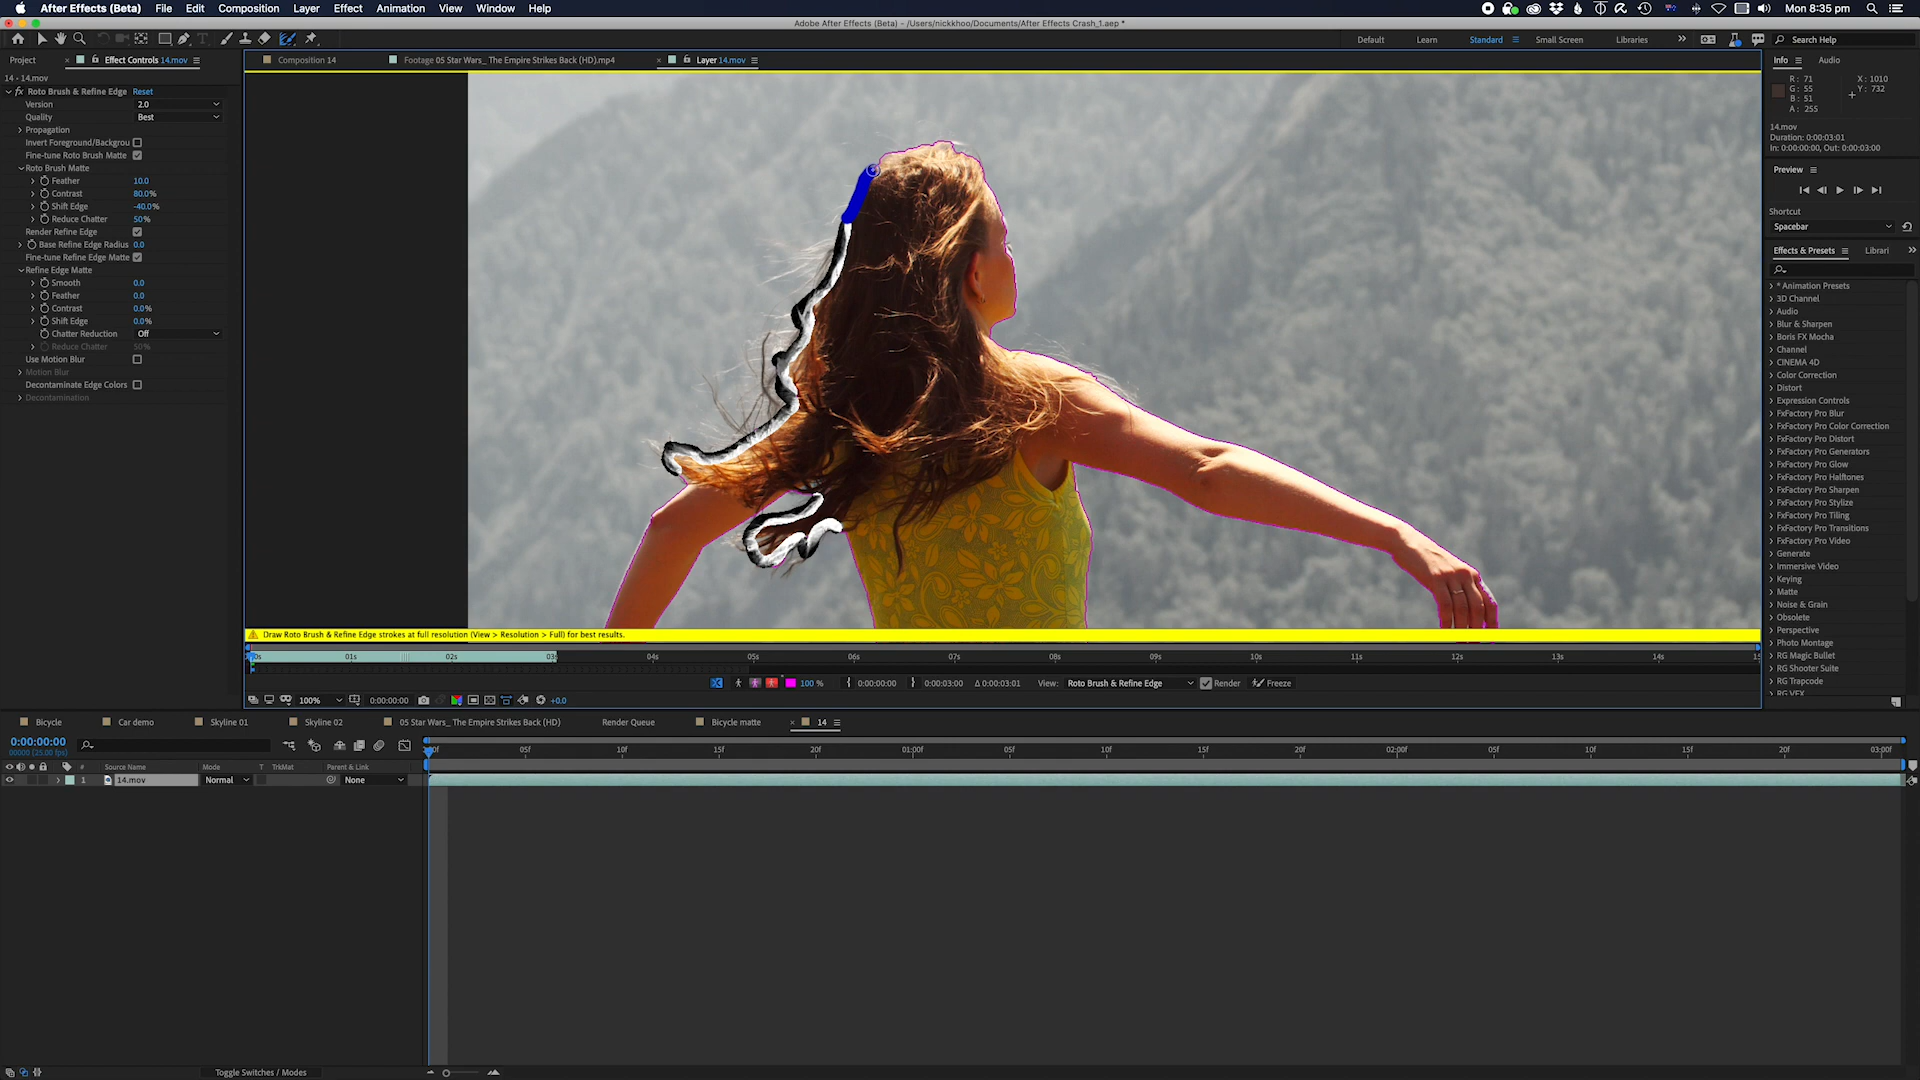 After Effects (Beta) File Edit Composition Layer Effect Animation View Window Help Mon 8:35 pm
Adobe After Effects (Beta) - /Users/nickkhoo/Documents/After Effects Crash_1.aep *
Default Learn Standard Small Screen Libraries Search Help
Project Effect Controls 14.mov
14 • 14.mov
fx Roto Brush & Refine Edge Reset
Version 2.0
Quality Best
Propagation
Invert Foreground/Backgrou
Fine-tune Roto Brush Matte
Roto Brush Matte
Feather 10.0
Contrast 80.0%
Shift Edge -40.0%
Reduce Chatter 50%
Render Refine Edge
Base Refine Edge Radius 0.0
Fine-tune Refine Edge Matte
Refine Edge Matte
Smooth 0.0
Feather 0.0
Contrast 0.0%
Shift Edge 0.0%
Chatter Reduction Off
Reduce Chatter 50%
Use Motion Blur
Motion Blur
Decontaminate Edge Colors
Decontamination
Composition 14 Footage 05 Star Wars_ The Empire Strikes Back (HD).mp4 Layer 14.mov
Draw Roto Brush & Refine Edge strokes at full resolution (View > Resolution > Full) for best results.
01s 02s 04s 05s 06s 07s 08s 09s 10s 11s 12s 13s 14s
100 % 0:00:00:00 0:00:03:00 Δ 0:00:03:01 View: Roto Brush & Refine Edge Render Freeze
100% 0:00:00:00 +0.0
Info Audio
R: 71 X: 1010
G: 55 Y: 732
B: 51
A: 255
14.mov
Duration: 0:00:03:01
In: 0:00:00:00, Out: 0:00:03:00
Preview
Shortcut
Spacebar
Effects & Presets Librari
* Animation Presets
3D Channel
Audio
Blur & Sharpen
Boris FX Mocha
Channel
CINEMA 4D
Color Correction
Distort
Expression Controls
FxFactory Pro Blur
FxFactory Pro Color Correction
FxFactory Pro Distort
FxFactory Pro Generators
FxFactory Pro Glow
FxFactory Pro Halftones
FxFactory Pro Sharpen
FxFactory Pro Stylize
FxFactory Pro Tiling
FxFactory Pro Transitions
FxFactory Pro Video
Generate
Immersive Video
Keying
Matte
Noise & Grain
Obsolete
Perspective
Photo Montage
RG Magic Bullet
RG Shooter Suite
RG Trapcode
RG VFX
Bicycle Car demo Skyline 01 Skyline 02 05 Star Wars_ The Empire Strikes Back (HD) Render Queue Bicycle matte 14
0:00:00:00
00000 (25.00 fps)
05f 10f 15f 20f 01:00f 05f 10f 15f 20f 02:00f 05f 10f 15f 20f 03:00f
# Source Name Mode T TrkMat Parent & Link
1 14.mov Normal None
Toggle Switches / Modes